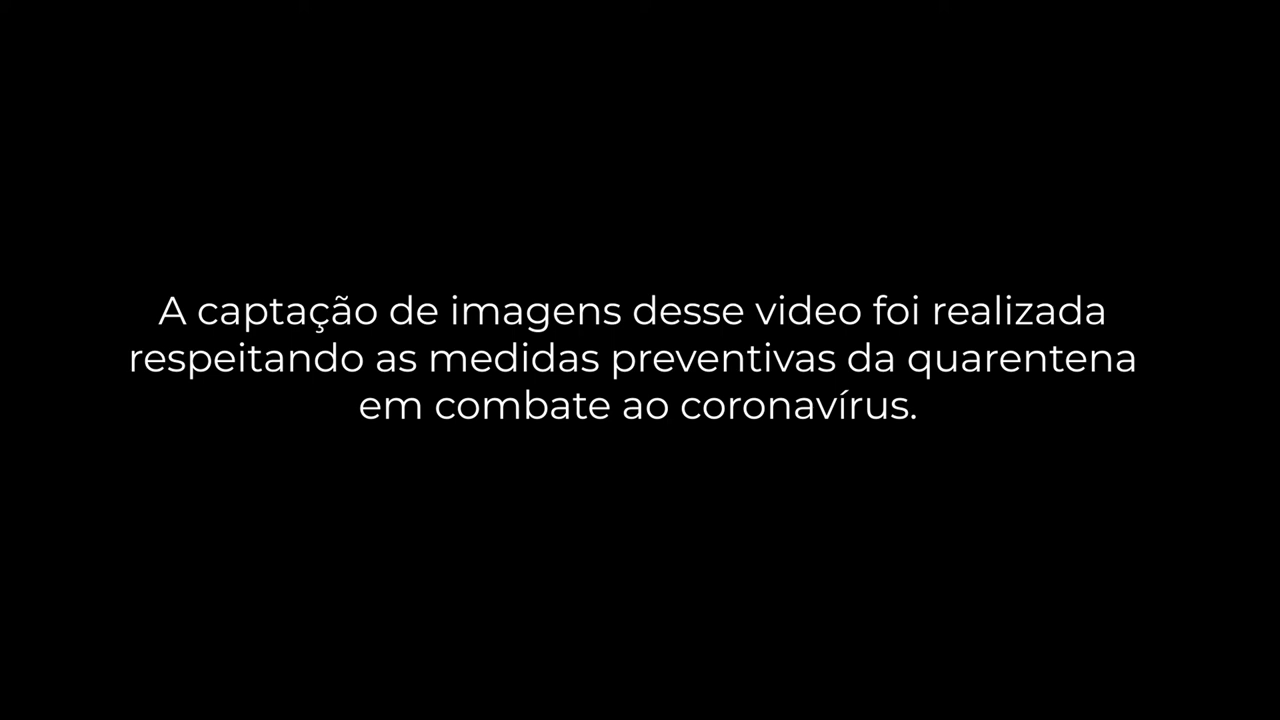 A captação de imagens desse video foi realizada
respeitando as medidas preventivas da quarentena
em combate ao coronavírus.